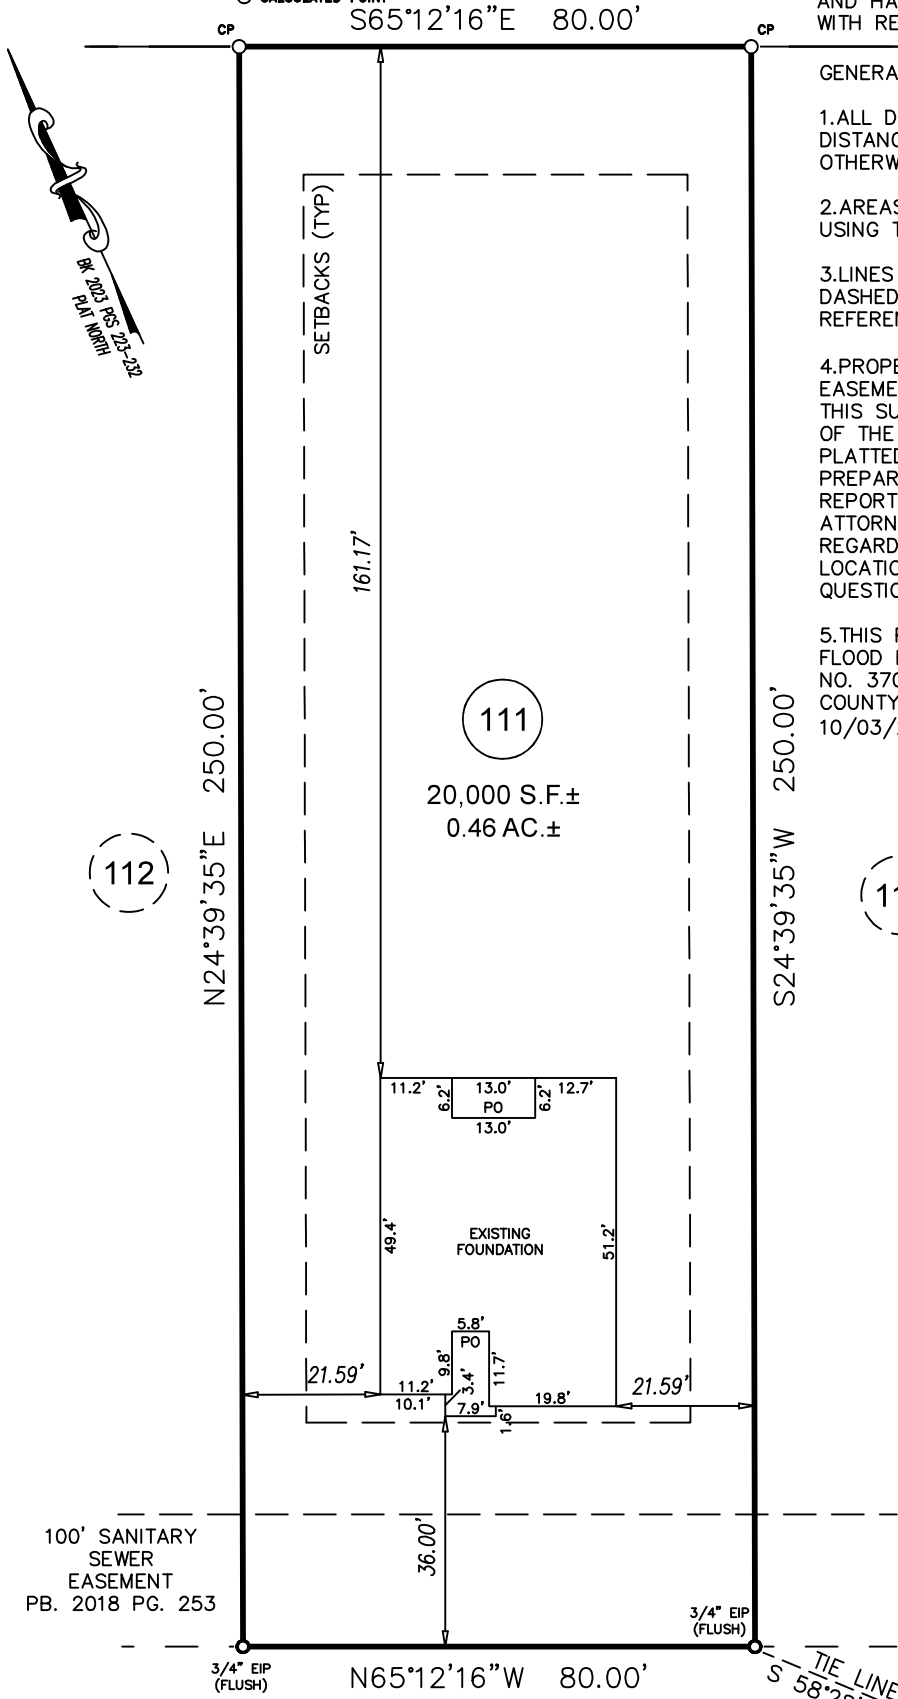 CALCULATED POINT
S65°12'16"E 80.00'
CP
CP
AND HA
WITH RE
GENERA
1.ALL D
DISTANC
OTHERW
2.AREAS
USING T
3.LINES
DASHED
REFEREN
4.PROPE
EASEME
THIS SU
OF THE
PLATTED
PREPAR
REPORT
ATTORN
REGARD
LOCATIO
QUESTIO
5.THIS
FLOOD
NO. 370
COUNTY
10/03/
BK 2023 PGS 223-232
PLAT NORTH
SETBACKS (TYP)
161.17'
N24°39'35"E 250.00'
S24°39'35"W 250.00'
111
20,000 S.F.±
0.46 AC.±
112
11
11.2'
6.2'
13.0'
PO
13.0'
6.2'
12.7'
49.4'
EXISTING
FOUNDATION
51.2'
5.8'
PO
9.8'
3.4'
11.7'
21.59'
11.2'
10.1'
7.9'
1.6'
19.8'
21.59'
36.00'
100' SANITARY
SEWER
EASEMENT
PB. 2018 PG. 253
3/4" EIP
(FLUSH)
3/4" EIP
(FLUSH)
N65°12'16"W 80.00'
TIE LINE
S 58°